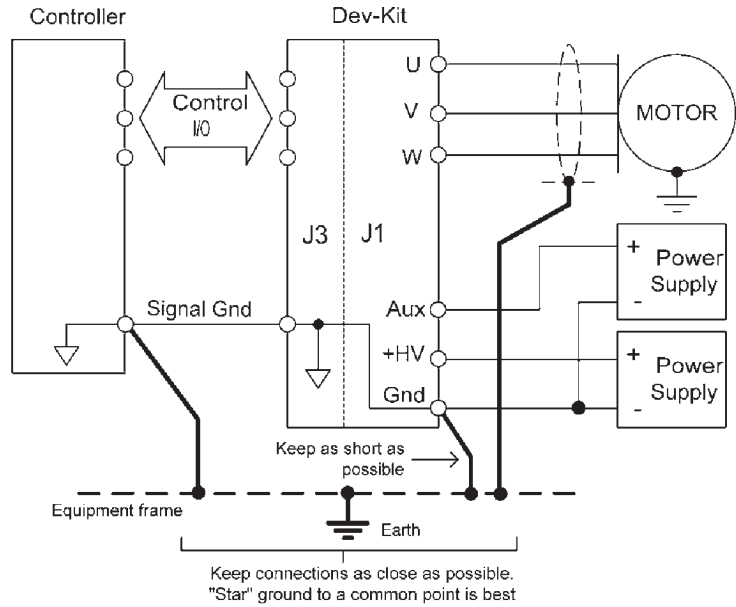 Controller
Dev-Kit
Control
I/O
U
V
W
MOTOR
J3
J1
Signal Gnd
Aux
+HV
Gnd
+
-
Power
Supply
+
-
Power
Supply
Keep as short as
possible
Equipment frame
Earth
Keep connections as close as possible.
"Star" ground to a common point is best